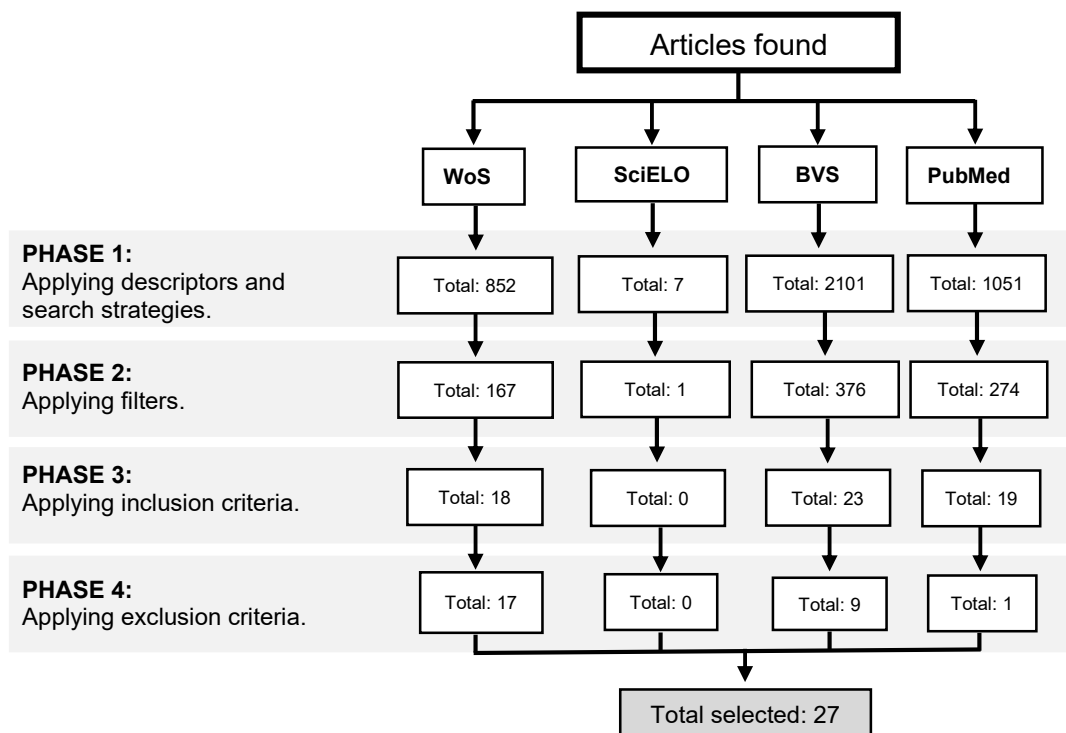 Articles found
WoS
SciELO
BVS
PubMed
PHASE 1:
Applying descriptors and
search strategies.
Total: 852
Total: 7
Total: 2101
Total: 1051
PHASE 2:
Applying filters.
Total: 167
Total: 1
Total: 376
Total: 274
PHASE 3:
Applying inclusion criteria.
Total: 18
Total: 0
Total: 23
Total: 19
PHASE 4:
Applying exclusion criteria.
Total: 17
Total: 0
Total: 9
Total: 1
Total selected: 27